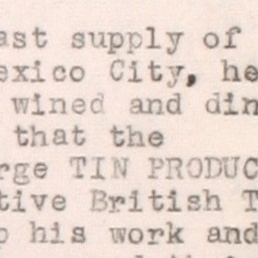 ast supply of
exico City, he
wined and din
that the
rge TIN PRODUC
tive British T
his work and